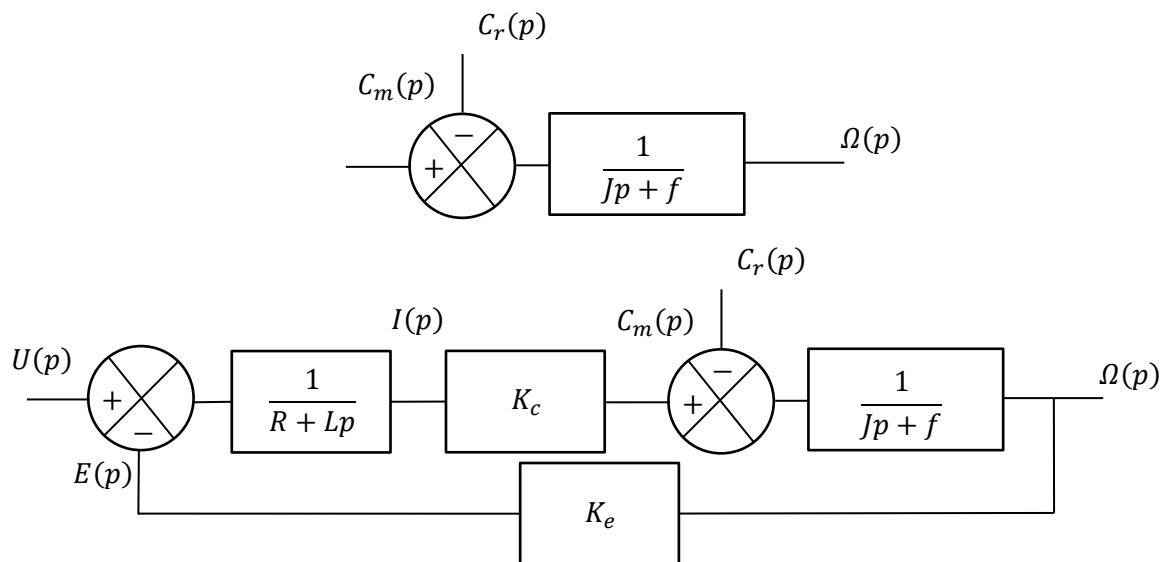 C_r(p)
C_m(p)
−
+
1/(Jp + f)
Ω(p)
C_r(p)
I(p)
C_m(p)
U(p)
+
−
1/(R + Lp)
K_c
−
+
1/(Jp + f)
Ω(p)
E(p)
K_e